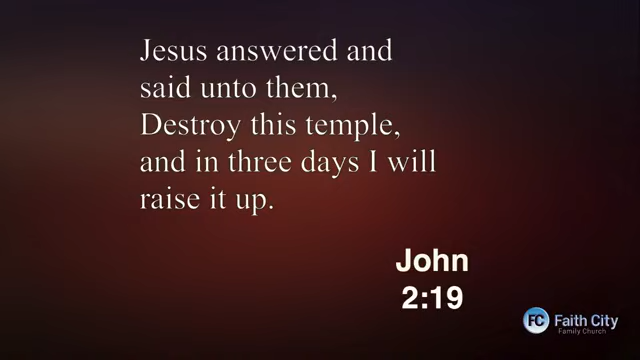 Jesus answered and
said unto them,
Destroy this temple,
and in three days I will
raise it up.
John
2:19
FC Faith City
Family Church